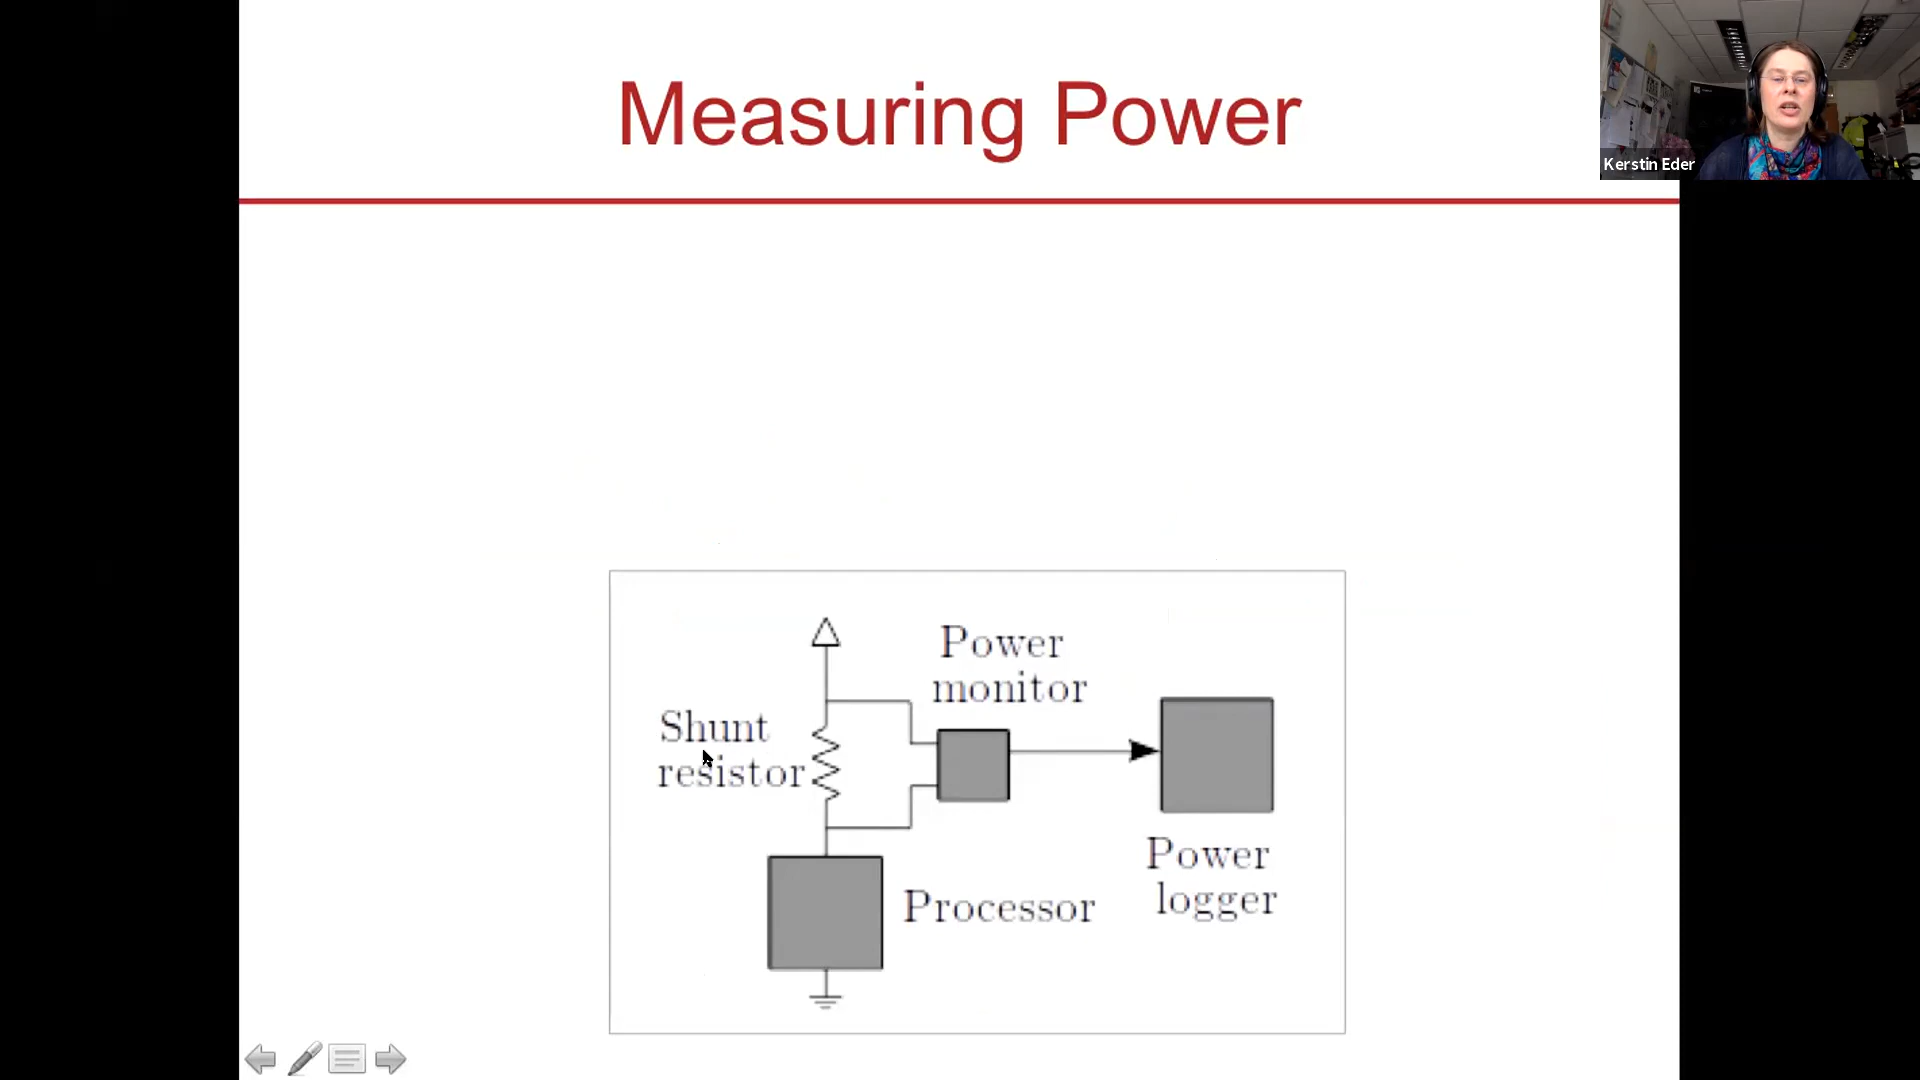 Measuring Power
Kerstin Eder
Power
monitor
Shunt
resistor
Processor
Power
logger